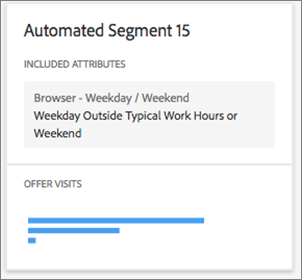 Automated Segment 15
INCLUDED ATTRIBUTES
Browser - Weekday / Weekend
Weekday Outside Typical Work Hours or
Weekend
OFFER VISITS